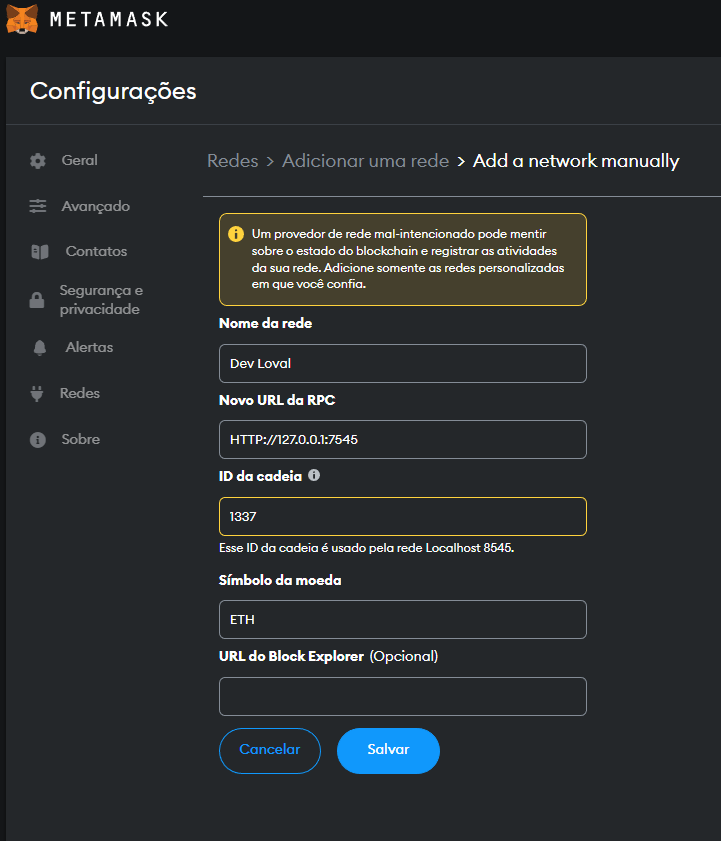 METAMASK
Configurações
Geral
Avançado
Contatos
Segurança e
privacidade
Alertas
Redes
Sobre
Redes > Adicionar uma rede > Add a network manually
Um provedor de rede mal-intencionado pode mentir
sobre o estado do blockchain e registrar as atividades
da sua rede. Adicione somente as redes personalizadas
em que você confia.
Nome da rede
Dev Loval
Novo URL da RPC
HTTP://127.0.0.1:7545
ID da cadeia
1337
Esse ID da cadeia é usado pela rede Localhost 8545.
Símbolo da moeda
ETH
URL do Block Explorer (Opcional)
Cancelar
Salvar